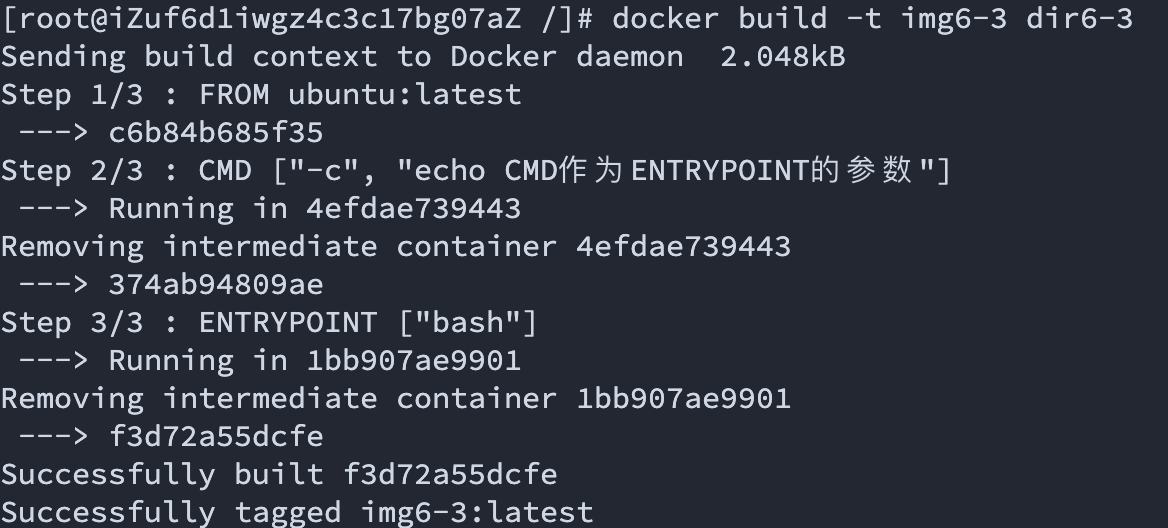 [root@iZuf6d1iwgz4c3c17bg07aZ /]# docker build -t img6-3 dir6-3
Sending build context to Docker daemon  2.048kB
Step 1/3 : FROM ubuntu:latest
 ---> c6b84b685f35
Step 2/3 : CMD ["-c", "echo CMD作为ENTRYPOINT的参数"]
 ---> Running in 4efdae739443
Removing intermediate container 4efdae739443
 ---> 374ab94809ae
Step 3/3 : ENTRYPOINT ["bash"]
 ---> Running in 1bb907ae9901
Removing intermediate container 1bb907ae9901
 ---> f3d72a55dcfe
Successfully built f3d72a55dcfe
Successfully tagged img6-3:latest